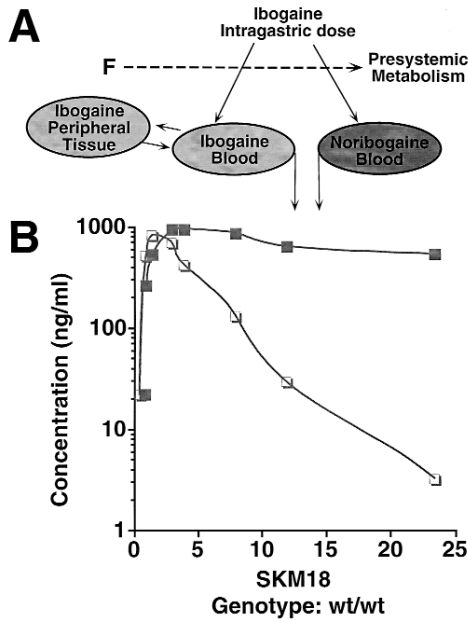 A
Ibogaine
Intragastric dose
F
Presystemic
Metabolism
Ibogaine
Peripheral
Tissue
Ibogaine
Blood
Noribogaine
Blood
B
Concentration (ng/ml)
1000
100
10
1
0
5
10
15
20
25
SKM18
Genotype: wt/wt